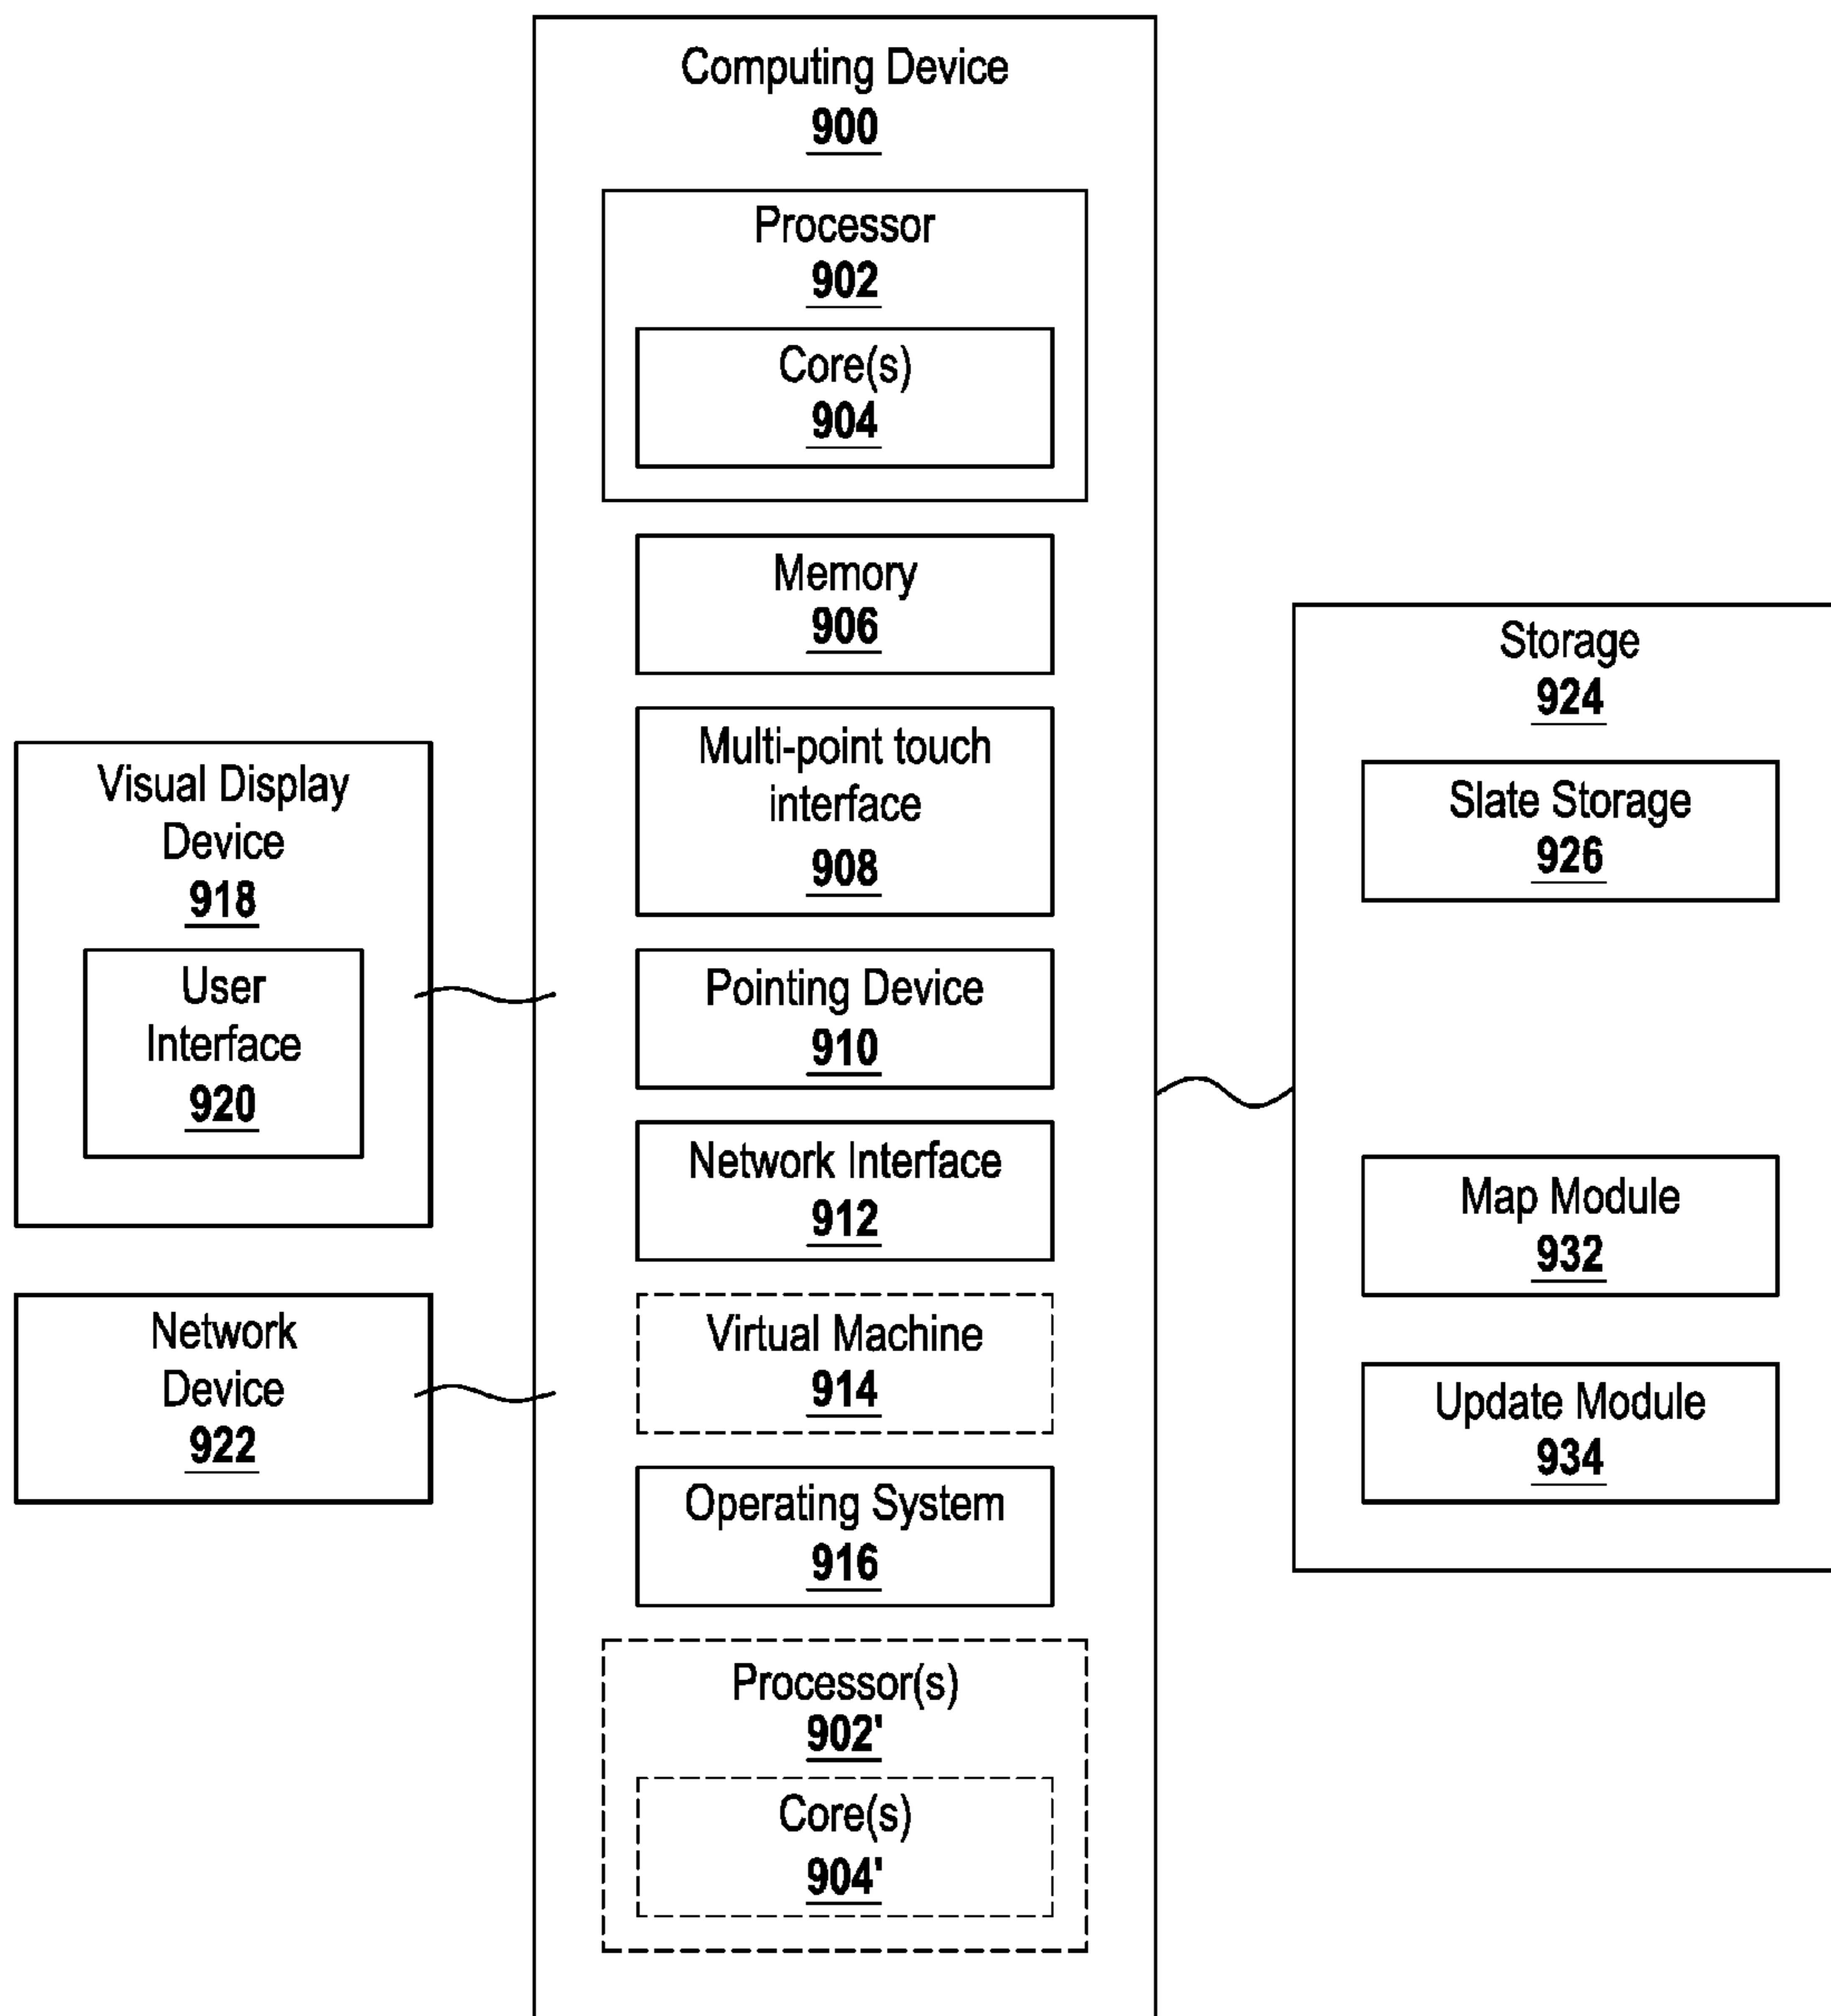 Computing Device
900
Processor
902
Core(s)
904
Memory
906
Multi-point touch
interface
908
Pointing Device
910
Network Interface
912
Virtual Machine
914
Operating System
916
Processor(s)
902'
Core(s)
904'
Visual Display
Device
918
User
Interface
920
Network
Device
922
Storage
924
Slate Storage
926
Map Module
932
Update Module
934